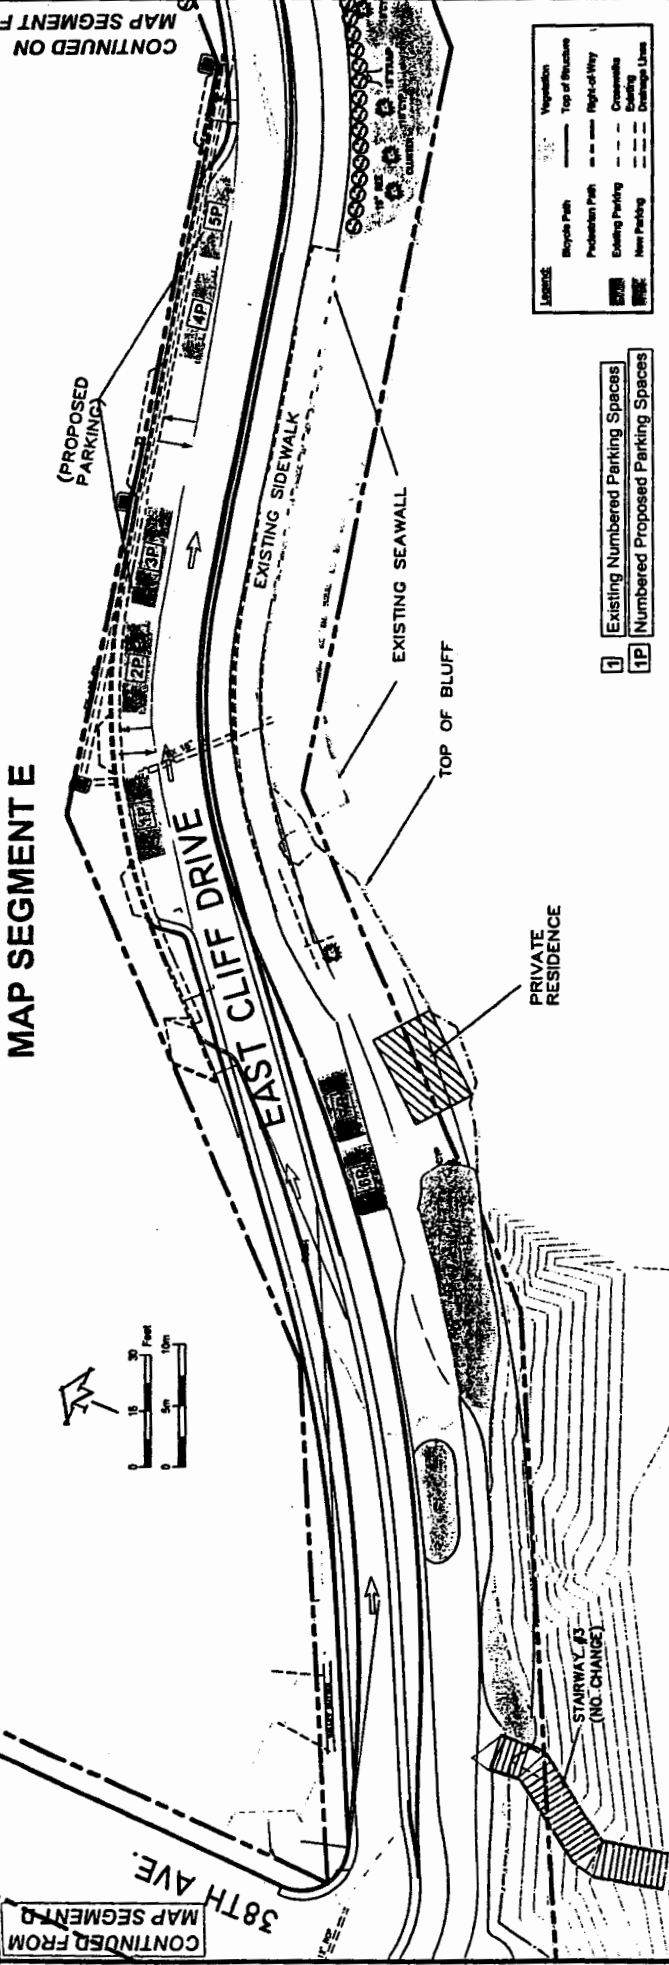 MAP SEGMENT E
CONTINUED FROM
MAP SEGMENT D
CONTINUED ON
MAP SEGMENT F
38TH AVE.
EAST CLIFF DRIVE
(PROPOSED
PARKING)
1P
2P
3P
4P
5P
6P
18"
EXISTING SIDEWALK
EXISTING SEAWALL
TOP OF BLUFF
PRIVATE
RESIDENCE
STAIRWAY #3
(NO CHANGE)
0 15 30 Feet
0 5m 10m
1 Existing Numbered Parking Spaces
1P Numbered Proposed Parking Spaces
Legend:
Vegetation
Bicycle Path
Top of Structure
Pedestrian Path
Right-of-Way
Existing Parking
Crosswalks
Existing
New Parking
Drainage Lines